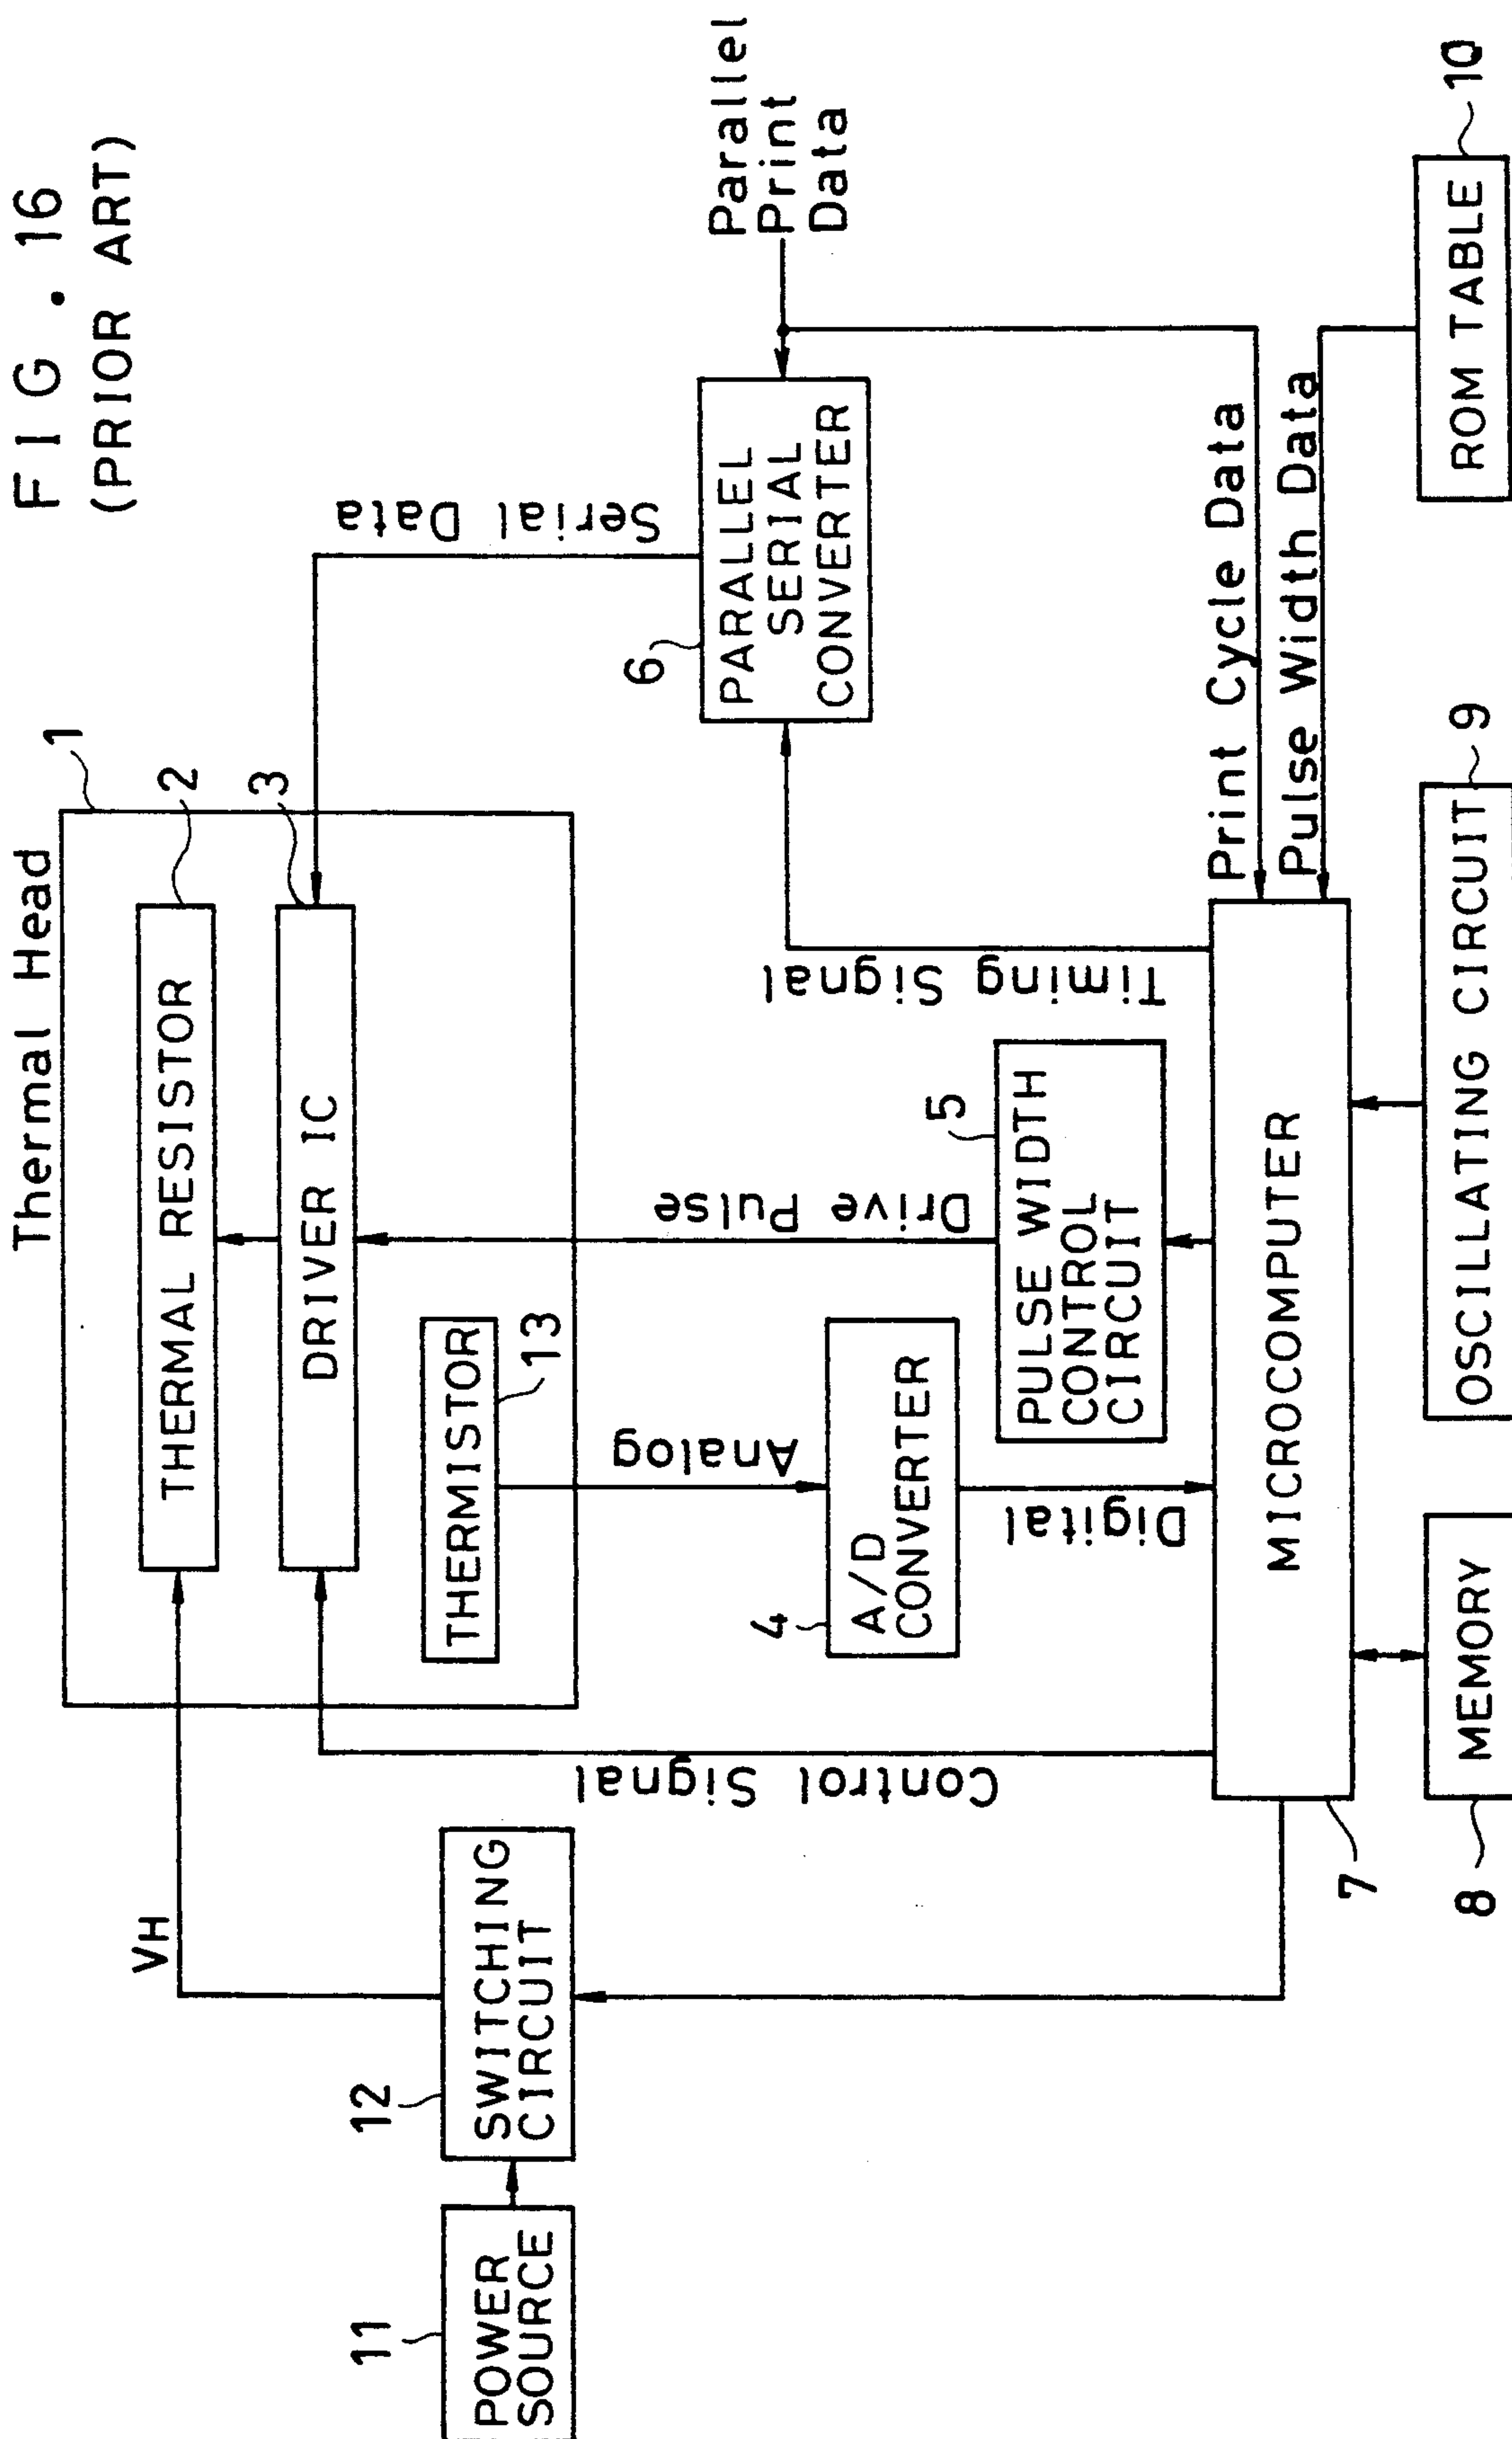 FIG. 16
(PRIOR ART)
Thermal Head
1
THERMAL RESISTOR
2
DRIVER IC
3
THERMISTOR
13
VH
Serial Data
Parallel
Print
Data
11
POWER
SOURCE
12
SWITCHING
CIRCUIT
Control Signal
Analog
Drive Pulse
4
A/D
CONVERTER
Digital
5
PULSE WIDTH
CONTROL
CIRCUIT
Timing Signal
6
PARALLEL
SERIAL
CONVERTER
Print Cycle Data
Pulse Width Data
7
MICROCOMPUTER
8
MEMORY
OSCILLATING CIRCUIT
9
ROM TABLE
10